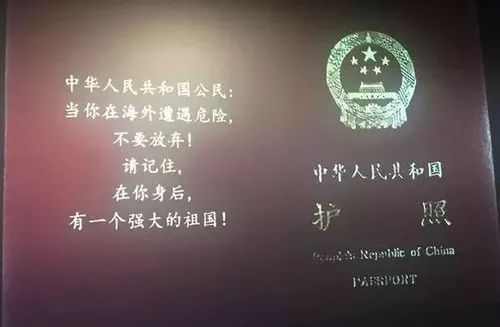 中华人民共和国公民:
当你在海外遭遇危险,
不要放弃!
请记住,
在你身后,
有一个强大的祖国!
中华人民共和国
护照
People's Republic of China
PASSPORT